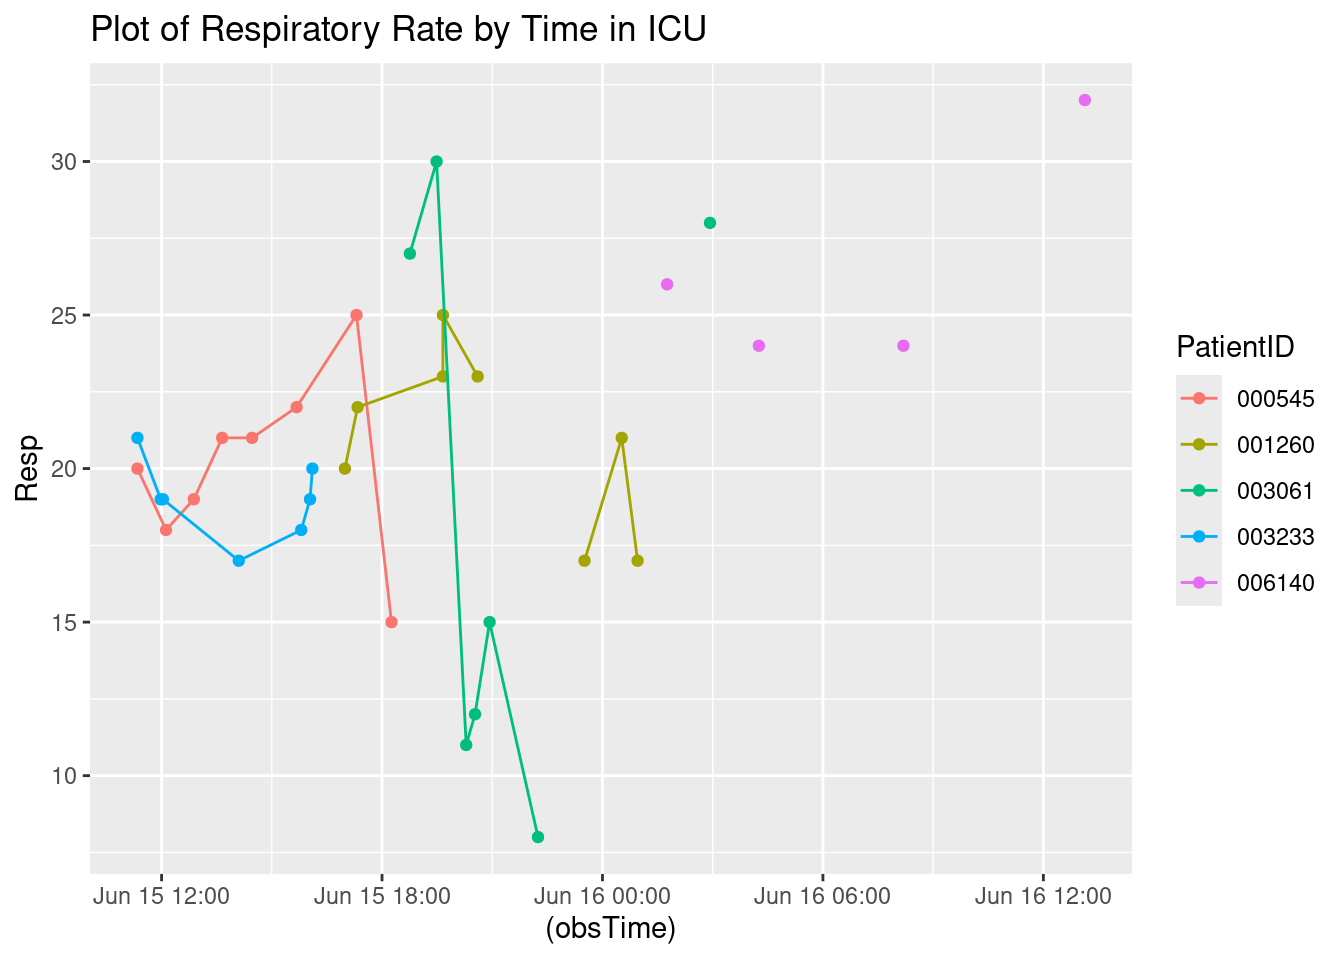 Plot of Respiratory Rate by Time in ICU
Resp
30
25
20
15
10
Jun 15 12:00
Jun 15 18:00
Jun 16 00:00
Jun 16 06:00
Jun 16 12:00
(obsTime)
PatientID
000545
001260
003061
003233
006140